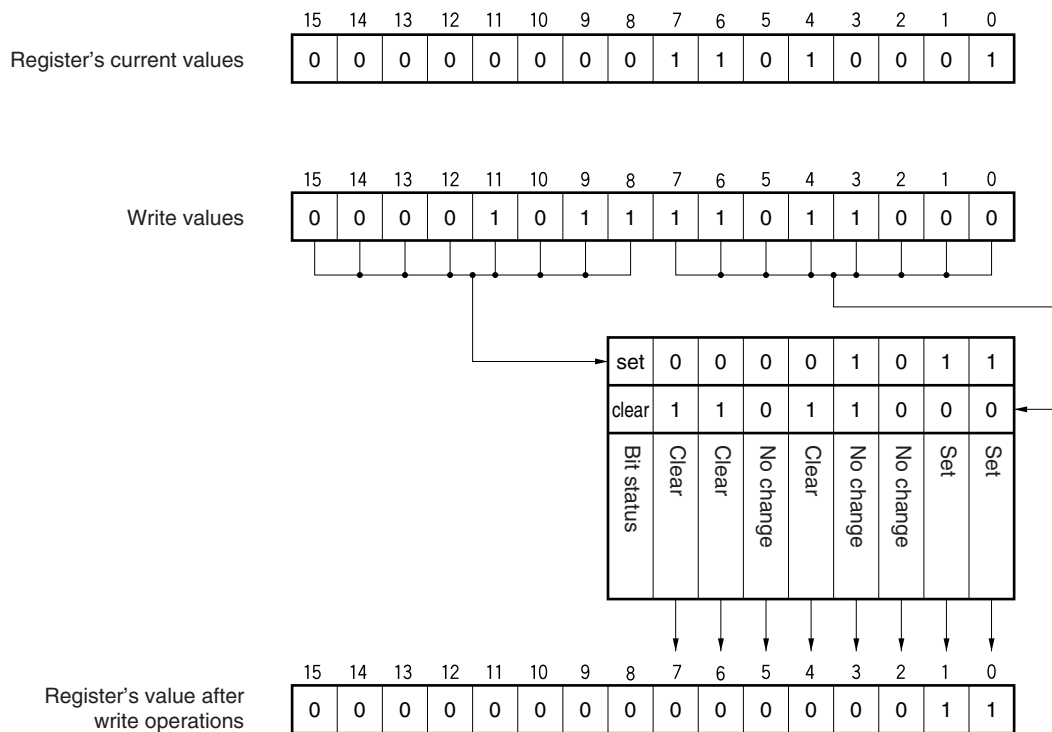 15 14 13 12 11 10 9 8 7 6 5 4 3 2 1 0
Register's current values 0 0 0 0 0 0 0 0 1 1 0 1 0 0 0 1
15 14 13 12 11 10 9 8 7 6 5 4 3 2 1 0
Write values 0 0 0 0 1 0 1 1 1 1 0 1 1 0 0 0
set 0 0 0 0 1 0 1 1
clear 1 1 0 1 1 0 0 0
Bit status Clear Clear No change Clear No change No change Set Set
15 14 13 12 11 10 9 8 7 6 5 4 3 2 1 0
Register's value after
write operations 0 0 0 0 0 0 0 0 0 0 0 0 0 0 1 1